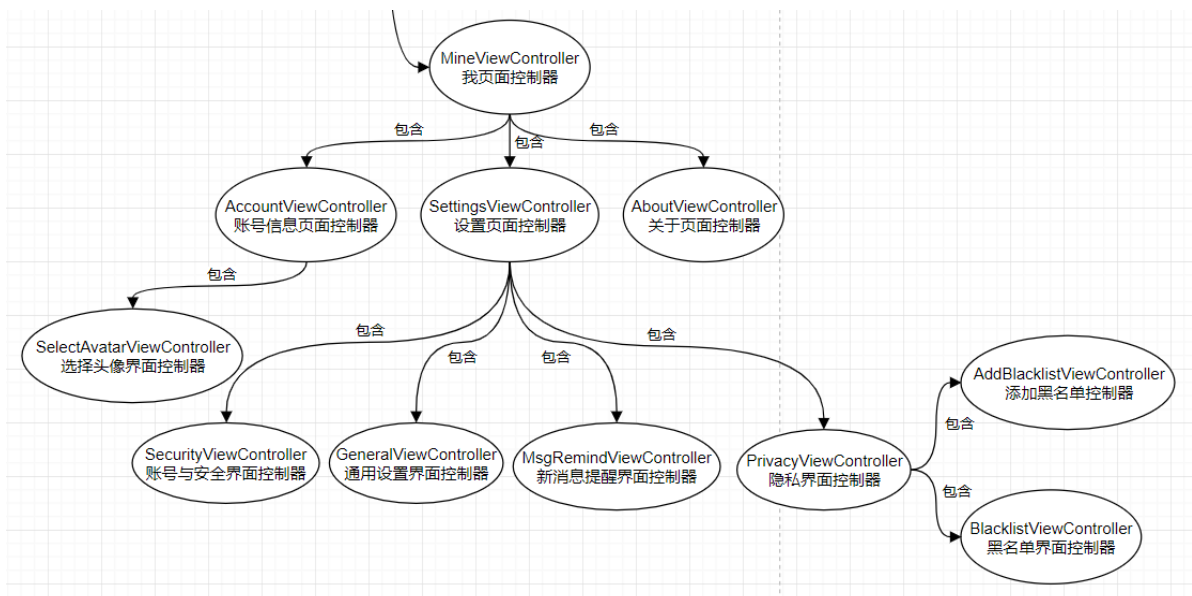 MineViewController
我页面控制器
包含
包含
包含
AccountViewController
账号信息页面控制器
SettingsViewController
设置页面控制器
AboutViewController
关于页面控制器
包含
SelectAvatarViewController
选择头像界面控制器
包含
包含
包含
包含
SecurityViewController
账号与安全界面控制器
GeneralViewController
通用设置界面控制器
MsgRemindViewController
新消息提醒界面控制器
PrivacyViewController
隐私界面控制器
包含
AddBlacklistViewController
添加黑名单控制器
包含
BlacklistViewController
黑名单界面控制器